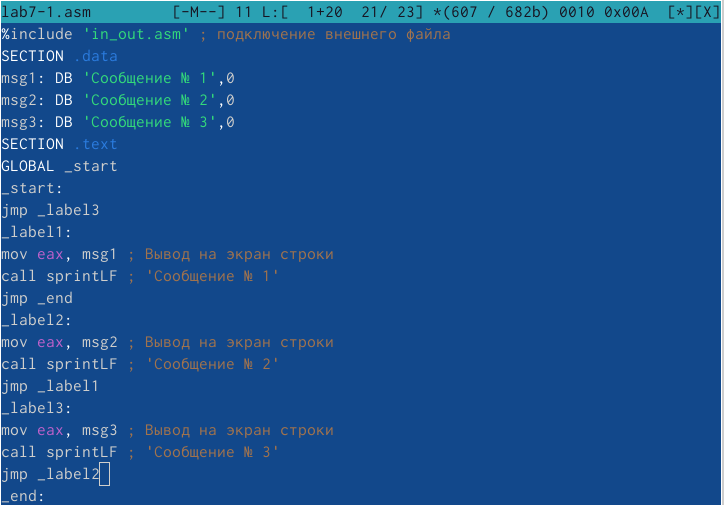 lab7-1.asm [-M--] 11 L:[ 1+20 21/ 23] *(607 / 682b) 0010 0x00A [*][X]
%include 'in_out.asm' ; подключение внешнего файла
SECTION .data
msg1: DB 'Сообщение № 1',0
msg2: DB 'Сообщение № 2',0
msg3: DB 'Сообщение № 3',0
SECTION .text
GLOBAL _start
_start:
jmp _label3
_label1:
mov eax, msg1 ; Вывод на экран строки
call sprintLF ; 'Сообщение № 1'
jmp _end
_label2:
mov eax, msg2 ; Вывод на экран строки
call sprintLF ; 'Сообщение № 2'
jmp _label1
_label3:
mov eax, msg3 ; Вывод на экран строки
call sprintLF ; 'Сообщение № 3'
jmp _label2
_end: